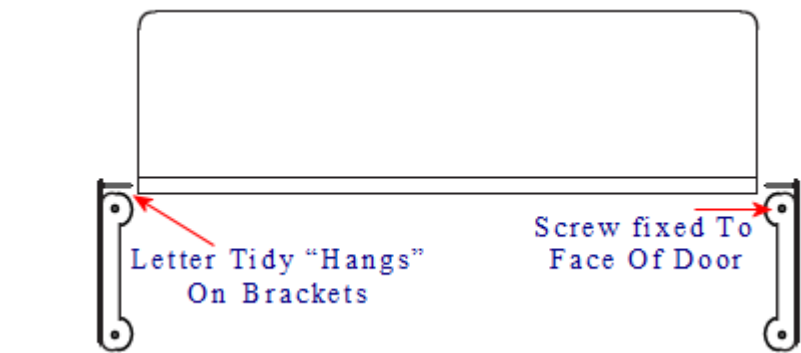 Letter Tidy “Hangs”
On Brackets
Screw fixed To
Face Of Door